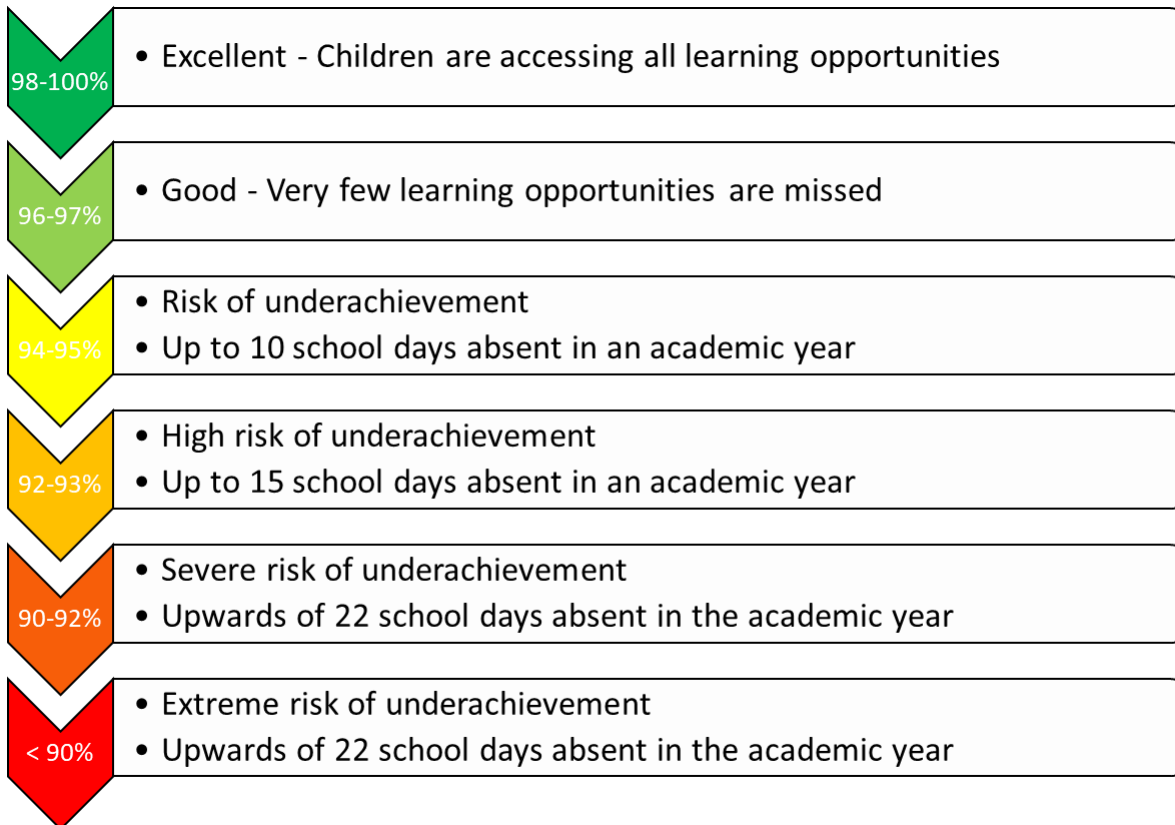 98-100%
• Excellent - Children are accessing all learning opportunities
96-97%
• Good - Very few learning opportunities are missed
94-95%
• Risk of underachievement
• Up to 10 school days absent in an academic year
92-93%
• High risk of underachievement
• Up to 15 school days absent in an academic year
90-92%
• Severe risk of underachievement
• Upwards of 22 school days absent in the academic year
< 90%
• Extreme risk of underachievement
• Upwards of 22 school days absent in the academic year